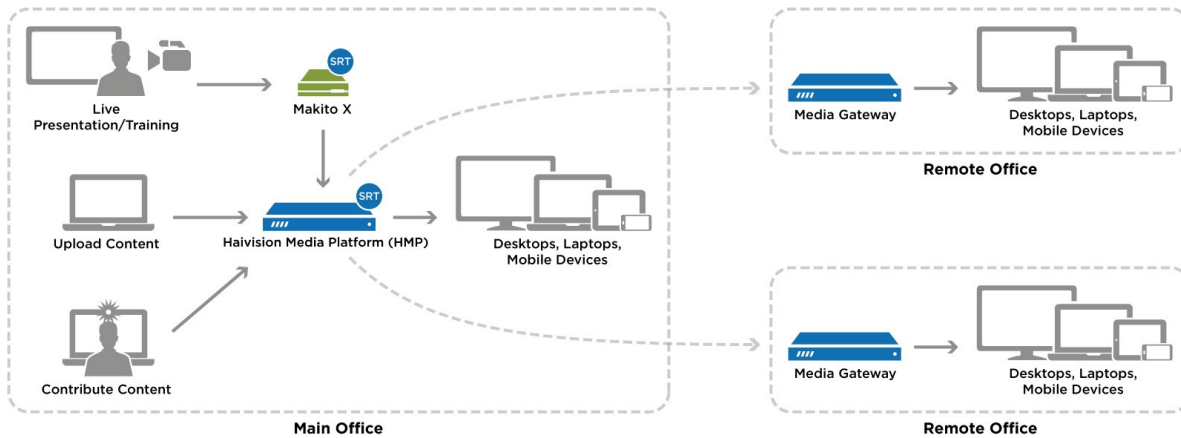 SRT
Live
Presentation/Training
Makito X
Media Gateway
Desktops, Laptops,
Mobile Devices
Remote Office
SRT
Upload Content
Haivision Media Platform (HMP)
Desktops, Laptops,
Mobile Devices
Contribute Content
Media Gateway
Desktops, Laptops,
Mobile Devices
Main Office
Remote Office